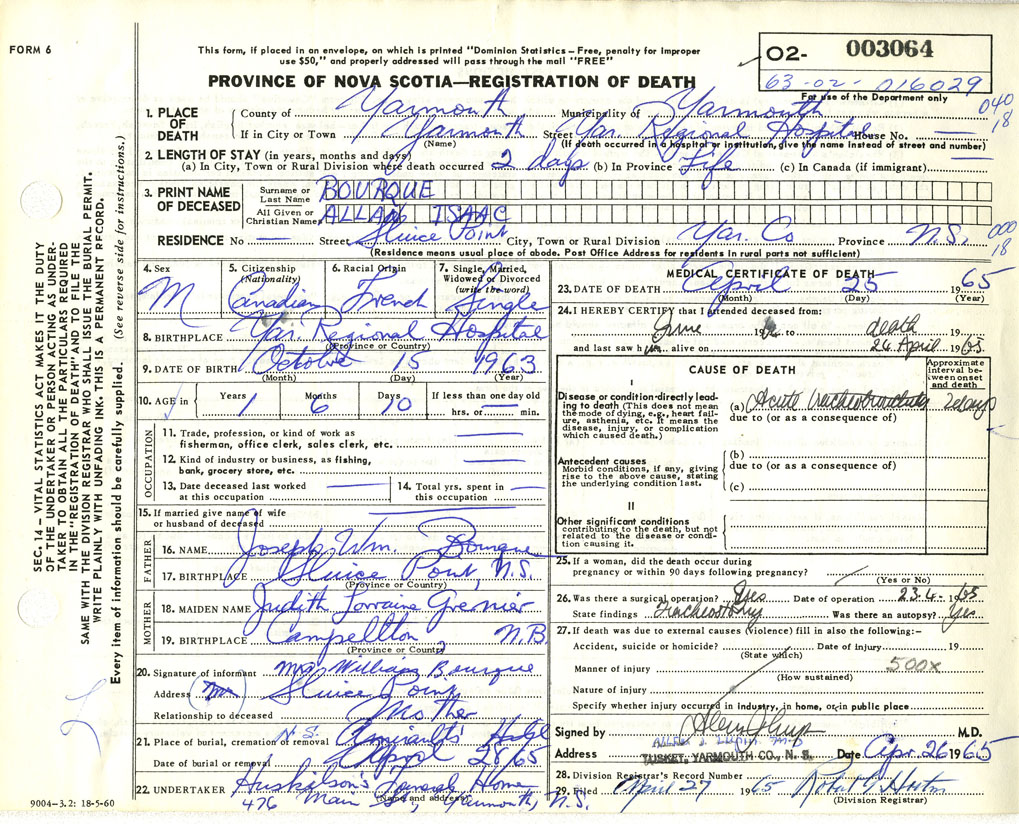 FORM 6
This form, if placed in an envelope, on which is printed "Dominion Statistics – Free, penalty for improper
use $50," and properly addressed will pass through the mail "FREE"
O2- 003064
63-02- 016029
For use of the Department only
PROVINCE OF NOVA SCOTIA—REGISTRATION OF DEATH
040
18
1. PLACE OF DEATH
County of Yarmouth Municipality of Yarmouth
If in City or Town Yarmouth Street Yar. Regional Hospital House No. —
(Name) (If death occurred in a hospital or institution, give the name instead of street and number)
2. LENGTH OF STAY (in years, months and days)
(a) In City, Town or Rural Division where death occurred 2 days (b) In Province Life (c) In Canada (if immigrant) —
3. PRINT NAME OF DECEASED
Surname or Last Name BOURQUE
All Given or Christian Names ALLAN ISAAC
RESIDENCE No — Street Sluice Point City, Town or Rural Division Yar. Co Province N.S.
000
18
(Residence means usual place of abode. Post Office Address for residents in rural parts not sufficient)
4. Sex M
5. Citizenship (Nationality) Canadian
6. Racial Origin French
7. Single, Married, Widowed or Divorced (write the word) Single
8. BIRTHPLACE Yar. Regional Hospital
(Province or Country)
9. DATE OF BIRTH October 15 1963
(Month) (Day) (Year)
10. AGE in Years 1 Months 6 Days 10 If less than one day old — hrs. or min.
OCCUPATION
11. Trade, profession, or kind of work as
fisherman, office clerk, sales clerk, etc. —
12. Kind of industry or business, as fishing,
bank, grocery store, etc. —
13. Date deceased last worked
at this occupation —
14. Total yrs. spent in
this occupation —
15. If married give name of wife
or husband of deceased
FATHER
16. NAME Joseph Wm. Bourque
17. BIRTHPLACE Sluice Point, N.S.
(Province or Country)
MOTHER
18. MAIDEN NAME Judith Lorraine Grenier
19. BIRTHPLACE Campellton, N.B
(Province or Country)
20. Signature of informant Mrs William Bourque
Address (Mrs) Sluice Point
Relationship to deceased Mother
21. Place of burial, cremation or removal N.S. Amirault's
Date of burial or removal April 28/65
22. UNDERTAKER Huskilson's Funeral Home
(Name and address)
476 Main St., Yarmouth, N.S.
9004-3.2: 18-5-60
MEDICAL CERTIFICATE OF DEATH
23. DATE OF DEATH April 25 1965
(Month) (Day) (Year)
24. I HEREBY CERTIFY that I attended deceased from:
19 to death 19
and last saw him alive on 24 April 1965
CAUSE OF DEATH
Approximate interval between onset and death
I
Disease or condition directly leading to death (This does not mean the mode of dying, e.g., heart failure, asthenia, etc. It means the disease, injury, or complication which caused death.)
(a) Acute tracheobronchitis 2 days
due to (or as a consequence of)
Antecedent causes
Morbid conditions, if any, giving rise to the above cause, stating the underlying condition last.
(b)
due to (or as a consequence of)
(c)
II
Other significant conditions
contributing to the death, but not related to the disease or condition causing it.
25. If a woman, did the death occur during
pregnancy or within 90 days following pregnancy?
(Yes or No)
26. Was there a surgical operation? Yes Date of operation 23.4. 1965
State findings Tracheostomy Was there an autopsy? Yes
27. If death was due to external causes (violence) fill in also the following:-
Accident, suicide or homicide? Date of injury 19
(State which)
Manner of injury 500x
(How sustained)
Nature of injury
Specify whether injury occurred in industry, in home, or in public place
Signed by M.D.
Address TUSKET, YARMOUTH CO., N. S. Date Apr. 26 1965
28. Division Registrar's Record Number
29. Filed April 27 1965
(Division Registrar)
SEC. 14 – VITAL STATISTICS ACT MAKES IT THE DUTY
OF THE UNDERTAKER OR PERSON ACTING AS UNDER-
TAKER TO OBTAIN ALL THE PARTICULARS REQUIRED
IN THE "REGISTRATION OF DEATH" AND TO FILE THE
SAME WITH THE DIVISION REGISTRAR WHO SHALL ISSUE THE BURIAL PERMIT.
WRITE PLAINLY WITH UNFADING INK. THIS IS A PERMANENT RECORD.
Every item of information should be carefully supplied. (See reverse side for instructions.)